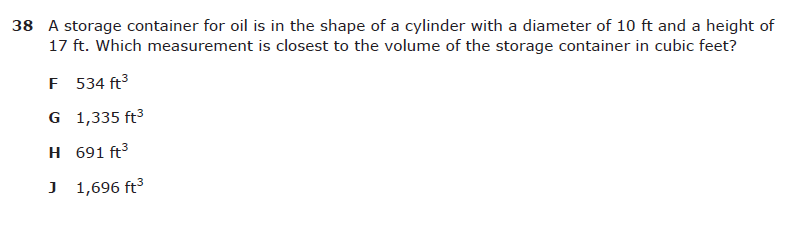 38 A storage container for oil is in the shape of a cylinder with a diameter of 10 ft and a height of
17 ft. Which measurement is closest to the volume of the storage container in cubic feet?
F 534 ft³
G 1,335 ft³
H 691 ft³
J 1,696 ft³